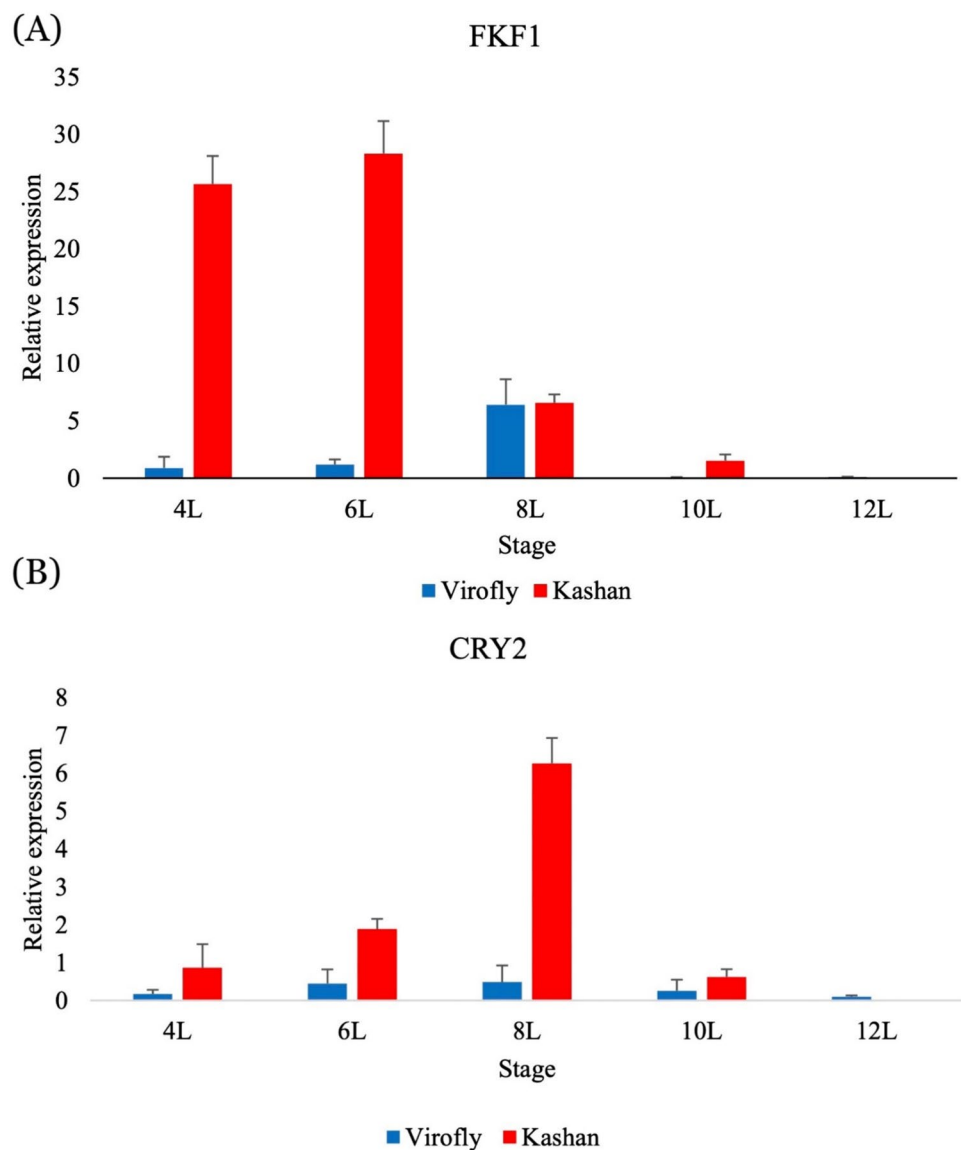 (A)
FKF1
35
30
25
20
15
10
5
0
Relative expression
4L 6L 8L 10L 12L
Stage
Virofly Kashan
(B)
CRY2
8
7
6
5
4
3
2
1
0
Relative expression
4L 6L 8L 10L 12L
Stage
Virofly Kashan